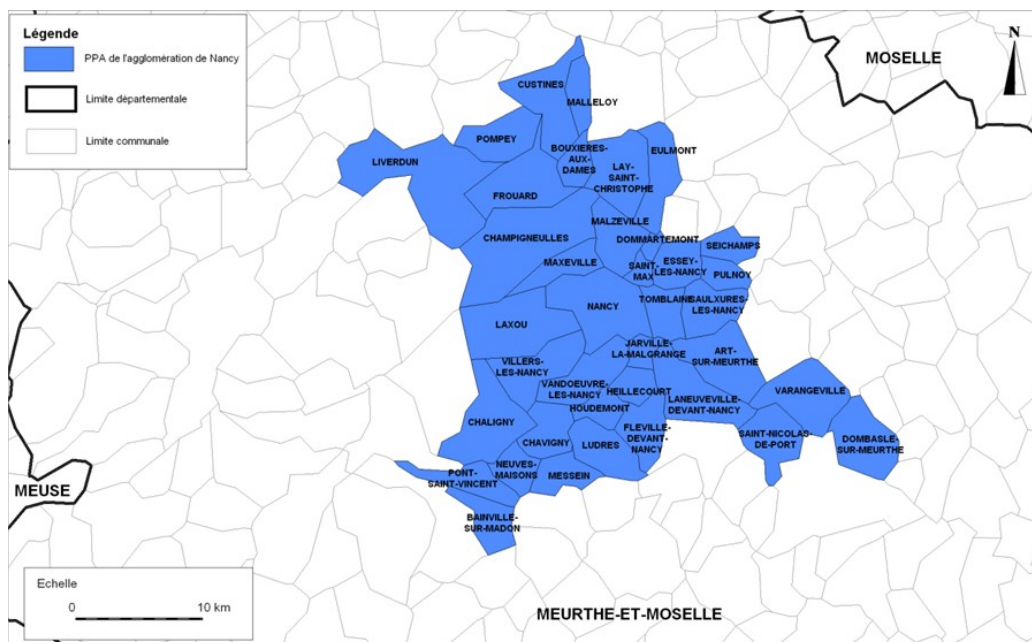 Légende
PPA de l'agglomération de Nancy
Limite départementale
Limite communale
MOSELLE
N
CUSTINES
MALLELOY
POMPEY
BOUXIERES-
AUX-
DAMES
EULMONT
LIVERDUN
LAY-
SAINT-
CHRISTOPHE
FROUARD
MALZEVILLE
CHAMPIGNEULLES
DOMMARTEMONT
SEICHAMPS
MAXEVILLE
SAINT-
MAX
ESSEY-
LES-NANCY
PULNOY
NANCY
TOMBLAINE
SAULXURES-
LES-NANCY
LAXOU
JARVILLE-
LA-MALGRANGE
ART-
SUR-MEURTHE
VILLERS-
LES-NANCY
VANDOEUVRE-
LES-NANCY
HEILLECOURT
LANEUVEVILLE-
DEVANT-NANCY
VARANGEVILLE
HOUDEMONT
CHALIGNY
FLEVILLE-
DEVANT-
NANCY
SAINT-NICOLAS-
DE-PORT
DOMBASLE-
SUR-MEURTHE
CHAVIGNY
LUDRES
NEUVES-
MAISONS
MESSEIN
PONT-
SAINT-VINCENT
MEUSE
BAINVILLE-
SUR-MADON
Echelle
0 10 km
MEURTHE-ET-MOSELLE